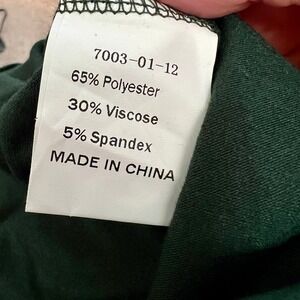 7003-01-12
65% Polyester
30% Viscose
5% Spandex
MADE IN CHINA